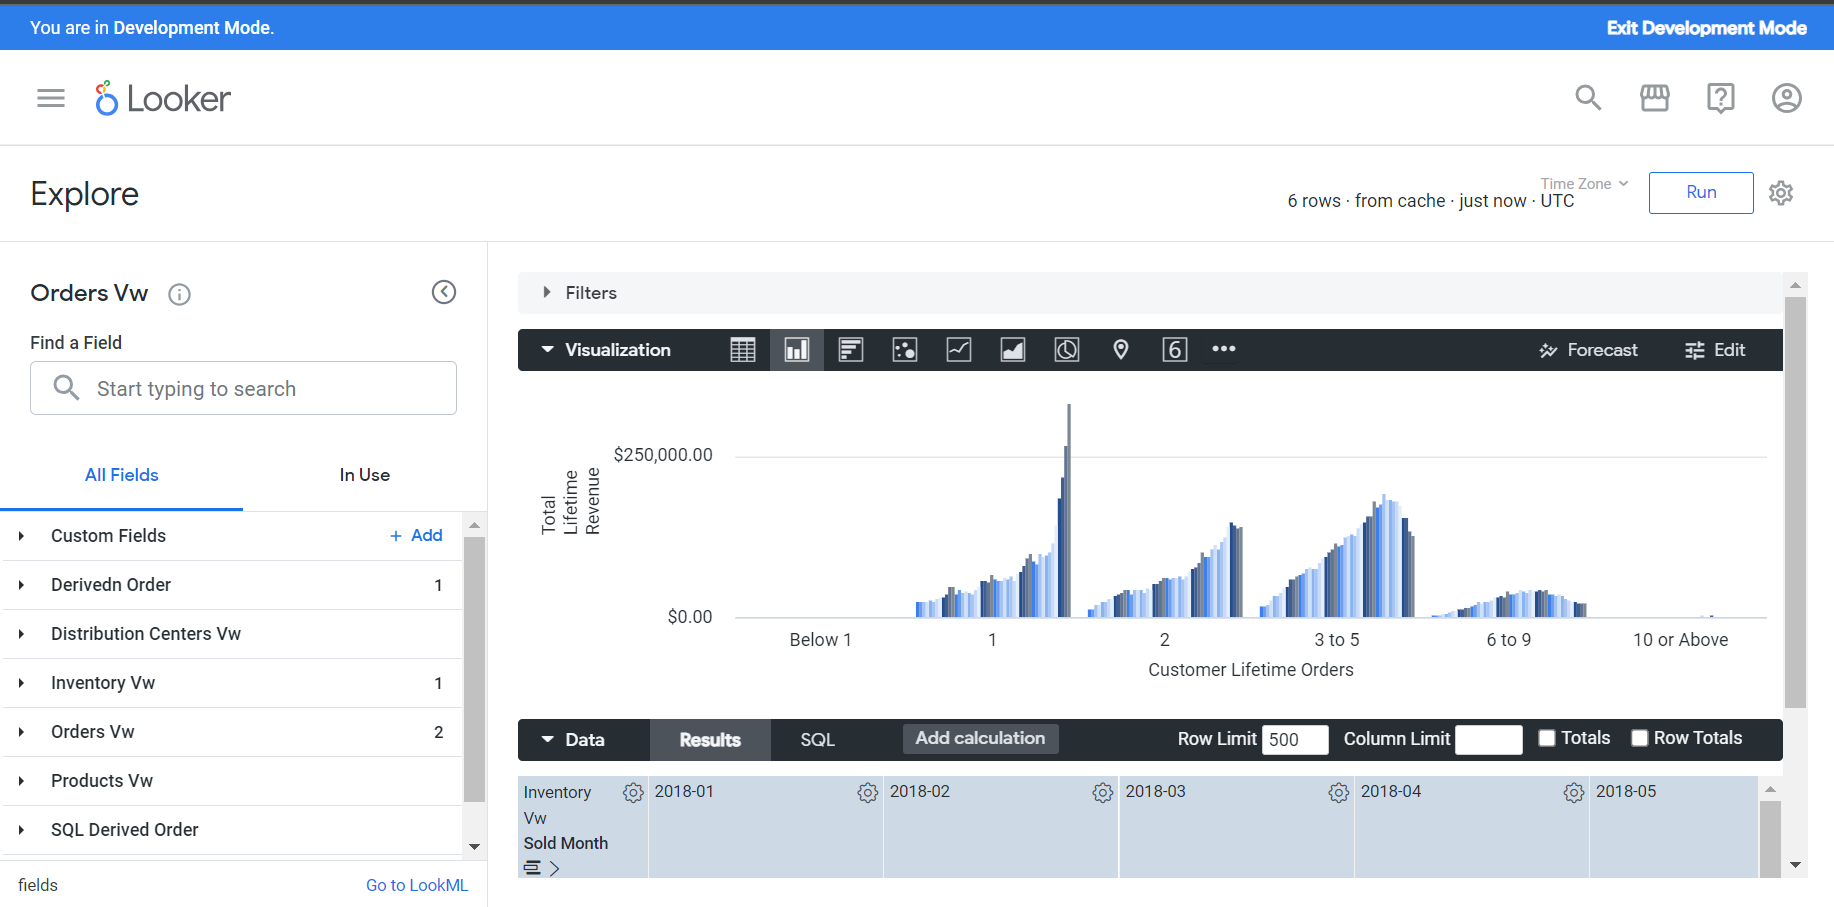 You are in Development Mode.
Exit Development Mode
Looker
Explore
Time Zone
6 rows · from cache · just now · UTC
Run
Orders Vw
Find a Field
Start typing to search
All Fields
In Use
Custom Fields
+ Add
Derivedn Order
1
Distribution Centers Vw
Inventory Vw
1
Orders Vw
2
Products Vw
SQL Derived Order
fields
Go to LookML
Filters
Visualization
6
Forecast
Edit
Total
Lifetime
Revenue
$250,000.00
$0.00
Below 1
1
2
3 to 5
6 to 9
10 or Above
Customer Lifetime Orders
Data
Results
SQL
Add calculation
Row Limit 500
Column Limit
Totals
Row Totals
Inventory
Vw
Sold Month
2018-01
2018-02
2018-03
2018-04
2018-05